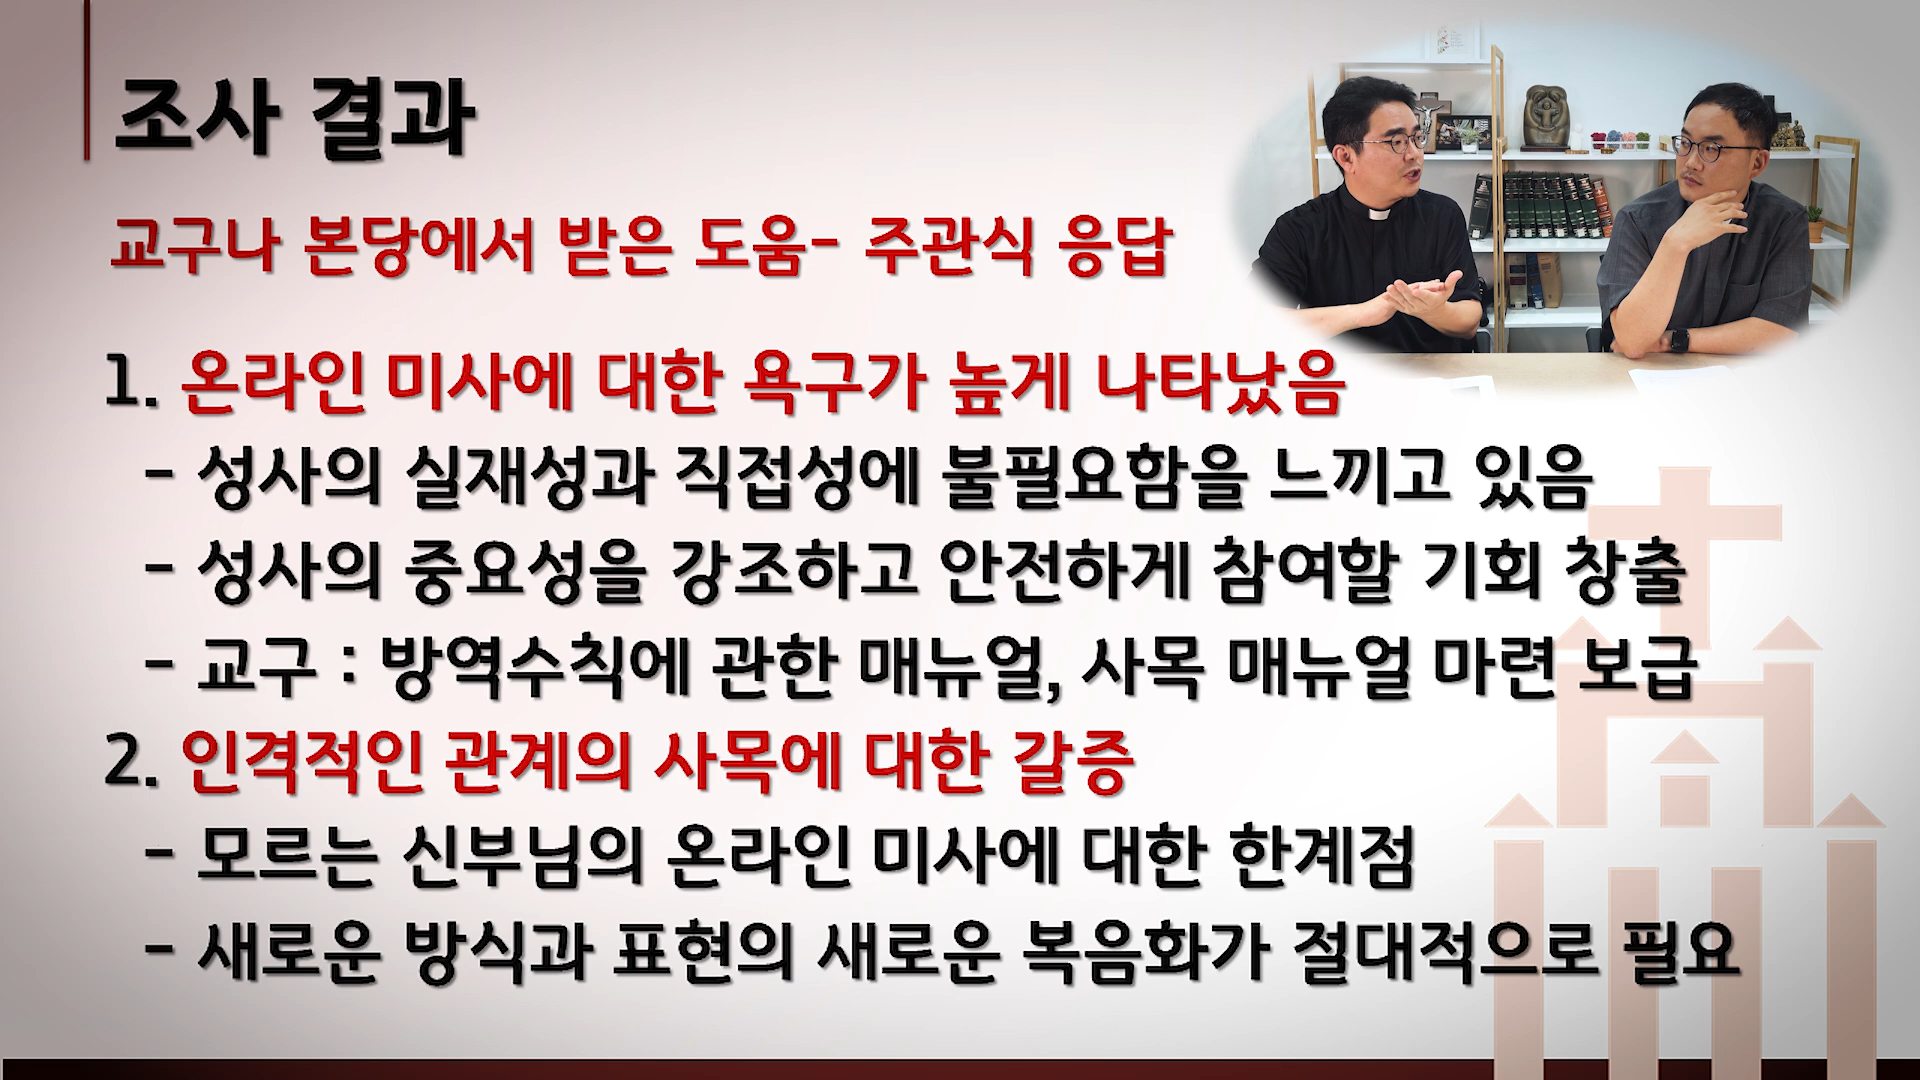 조사 결과
교구나 본당에서 받은 도움- 주관식 응답
1. 온라인 미사에 대한 욕구가 높게 나타났음
- 성사의 실재성과 직접성에 불필요함을 느끼고 있음
- 성사의 중요성을 강조하고 안전하게 참여할 기회 창출
- 교구 : 방역수칙에 관한 매뉴얼, 사목 매뉴얼 마련 보급
2. 인격적인 관계의 사목에 대한 갈증
- 모르는 신부님의 온라인 미사에 대한 한계점
- 새로운 방식과 표현의 새로운 복음화가 절대적으로 필요